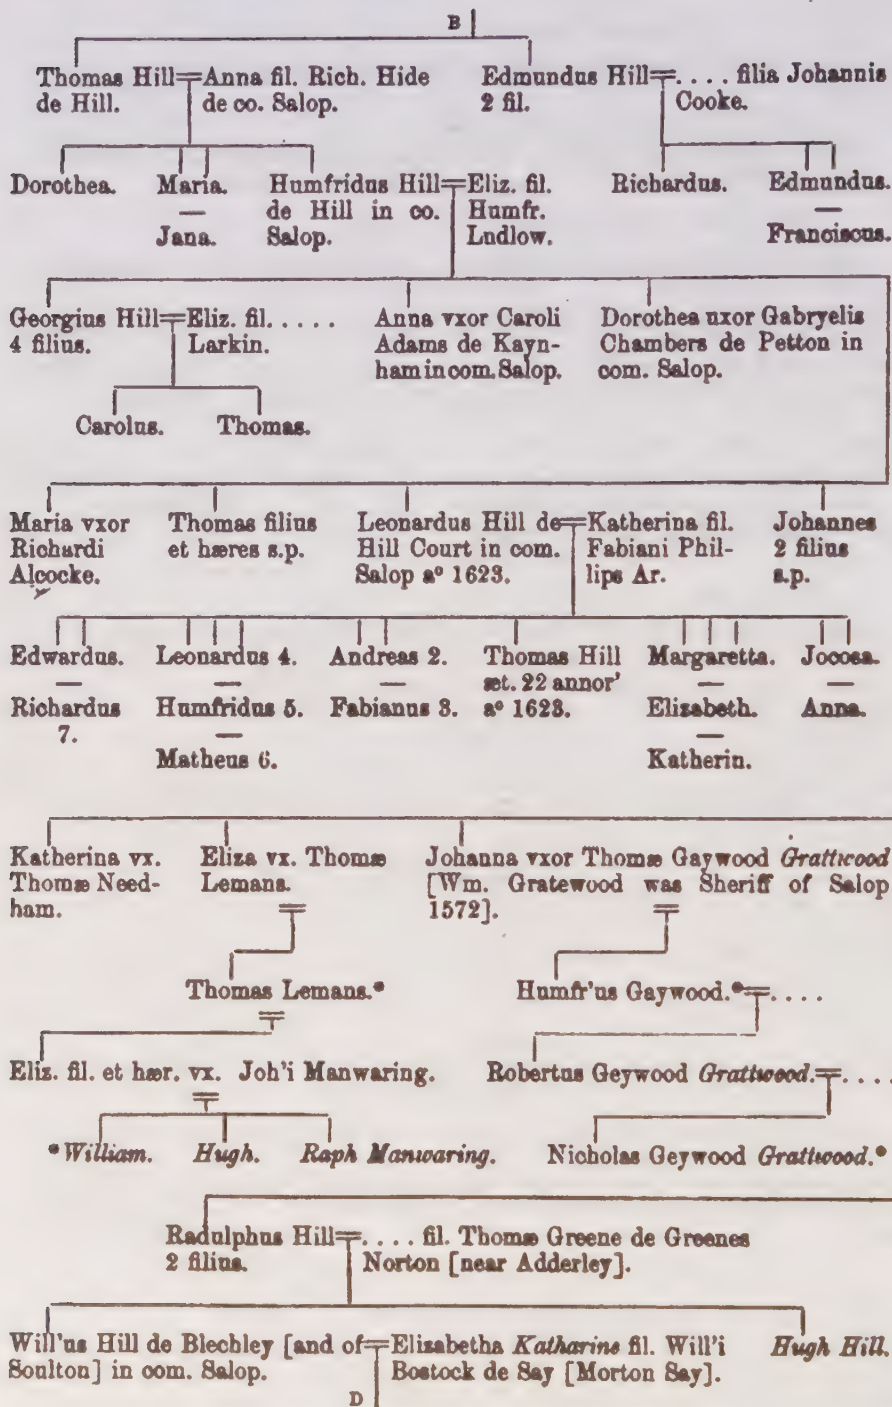 B
Thomas Hill=Anna fil. Rich. Hide Edmundus Hill=.... filia Johannis
de Hill. de co. Salop. 2 fil. Cooke.
Dorothea. Maria. Humfridus Hill=Eliz. fil. Richardus. Edmundus.
— de Hill in co. Humfr. —
Jana. Salop. Ludlow. Franciscus.
Georgius Hill=Eliz. fil. .... Anna vxor Caroli Dorothea uxor Gabryelis
4 filius. Larkin. Adams de Kayn- Chambers de Petton in
ham in com. Salop. com. Salop.
Carolus. Thomas.
Maria vxor Thomas filius Leonardus Hill de=Katherina fil. Johannes
Richardi et hæres s.p. Hill Court in com. Fabiani Phil- 2 filius
Alcocke. Salop aº 1623. lips Ar. s.p.
Edwardus. Leonardus 4. Andreas 2. Thomas Hill Margaretta. Jocosa.
— — — æt. 22 annor' — —
Richardus Humfridus 5. Fabianus 3. aº 1623. Elizabeth. Anna.
7. — —
Matheus 6. Katherin.
Katherina vx. Eliza vx. Thomæ Johanna vxor Thomæ Gaywood Grattwood
Thomæ Need- Lemans. [Wm. Gratewood was Sheriff of Salop
ham. 1572].
Thomas Lemans.* Humfr'us Gaywood.*=....
Eliz. fil. et hær. vx. Joh'i Manwaring. Robertus Geywood Grattwood.=....
*William. Hugh. Raph Manwaring. Nicholas Geywood Grattwood.*
Radulphus Hill=.... fil. Thomæ Greene de Greenes
2 filius. Norton [near Adderley].
Will'us Hill de Blechley [and of=Elizabetha Katharine fil. Will'i Hugh Hill.
Soulton] in com. Salop. Bostock de Say [Morton Say].
D